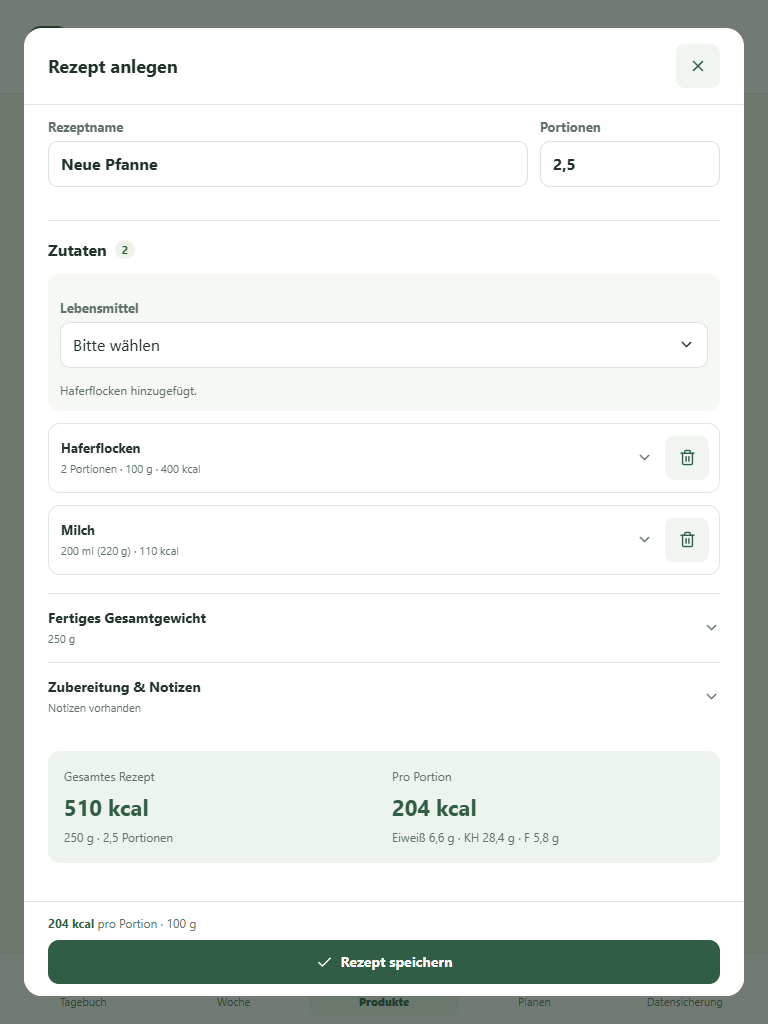 Rezept anlegen
Rezeptname
Portionen
Neue Pfanne
2,5
Zutaten 2
Lebensmittel
Bitte wählen
Haferflocken hinzugefügt.
Haferflocken
2 Portionen · 100 g · 400 kcal
Milch
200 ml (220 g) · 110 kcal
Fertiges Gesamtgewicht
250 g
Zubereitung & Notizen
Notizen vorhanden
Gesamtes Rezept
510 kcal
250 g · 2,5 Portionen
Pro Portion
204 kcal
Eiweiß 6,6 g · KH 28,4 g · F 5,8 g
204 kcal pro Portion · 100 g
Rezept speichern
Tagebuch
Woche
Produkte
Planen
Datensicherung